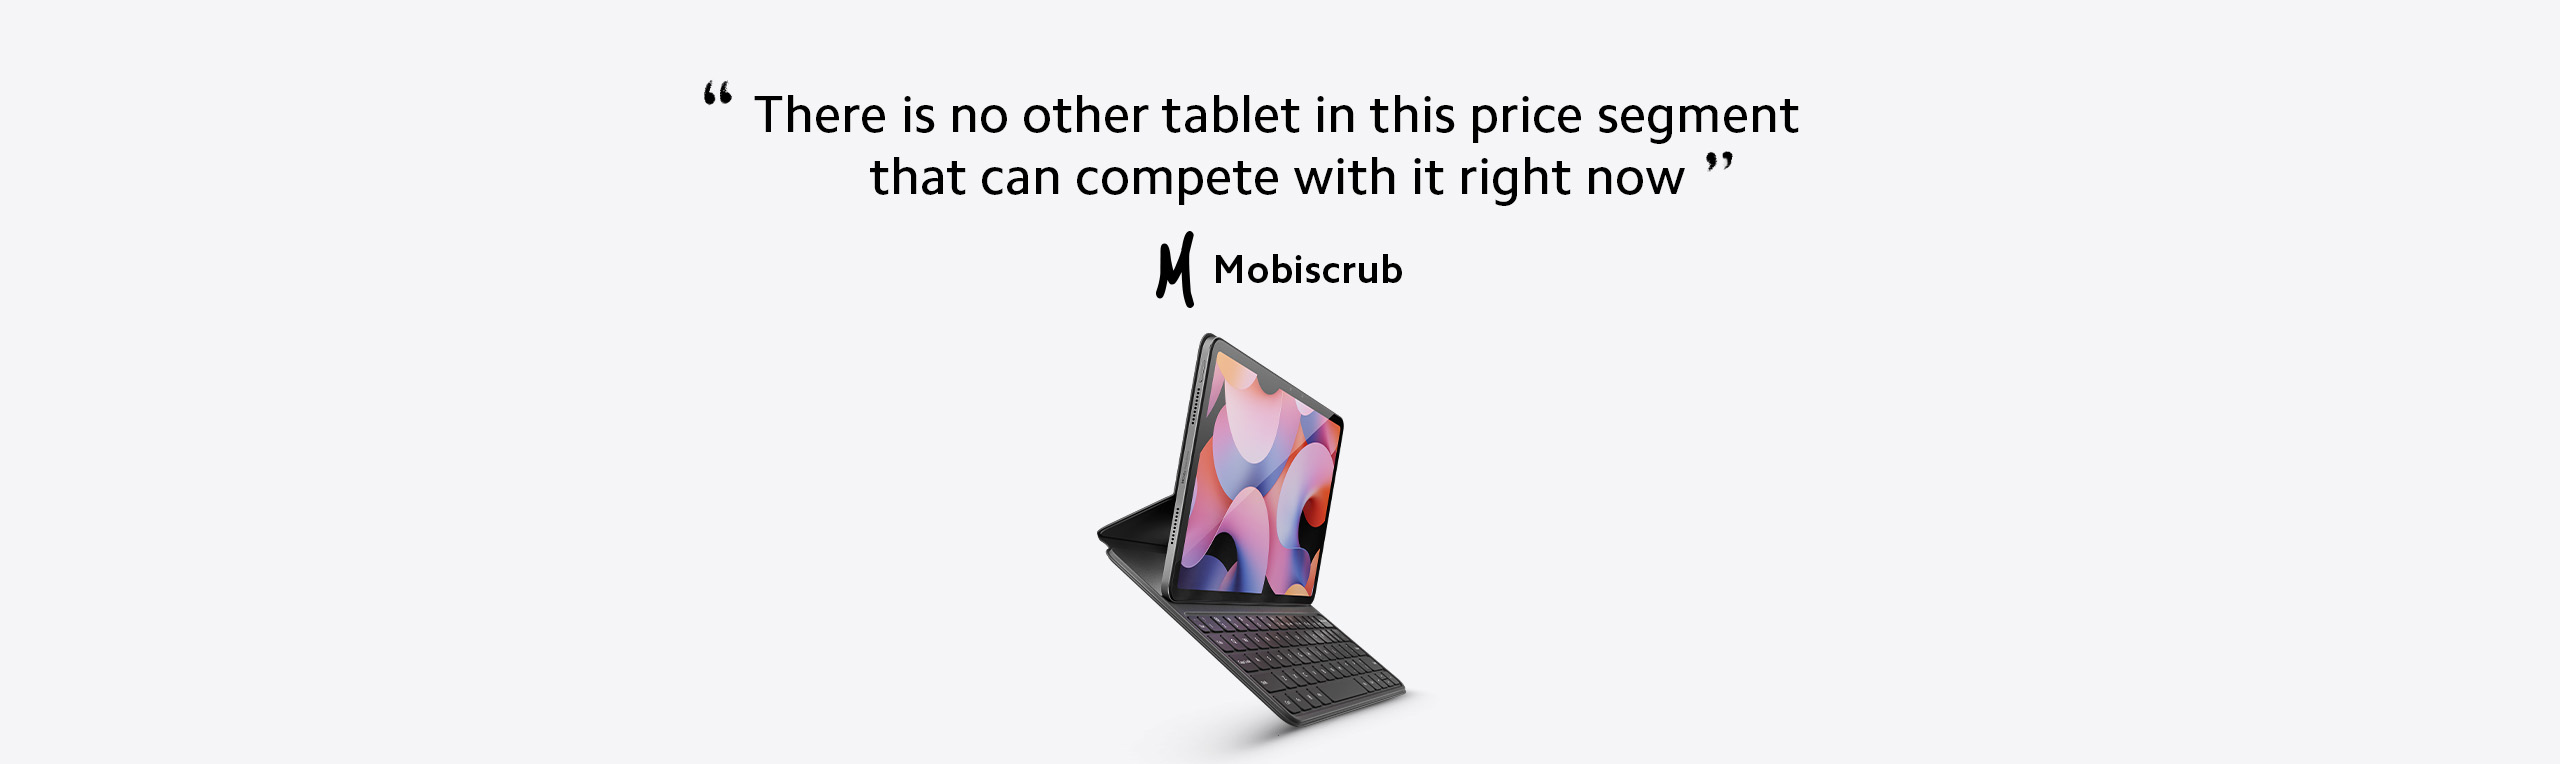 “ There is no other tablet in this price segment
that can compete with it right now ”
M Mobiscrub